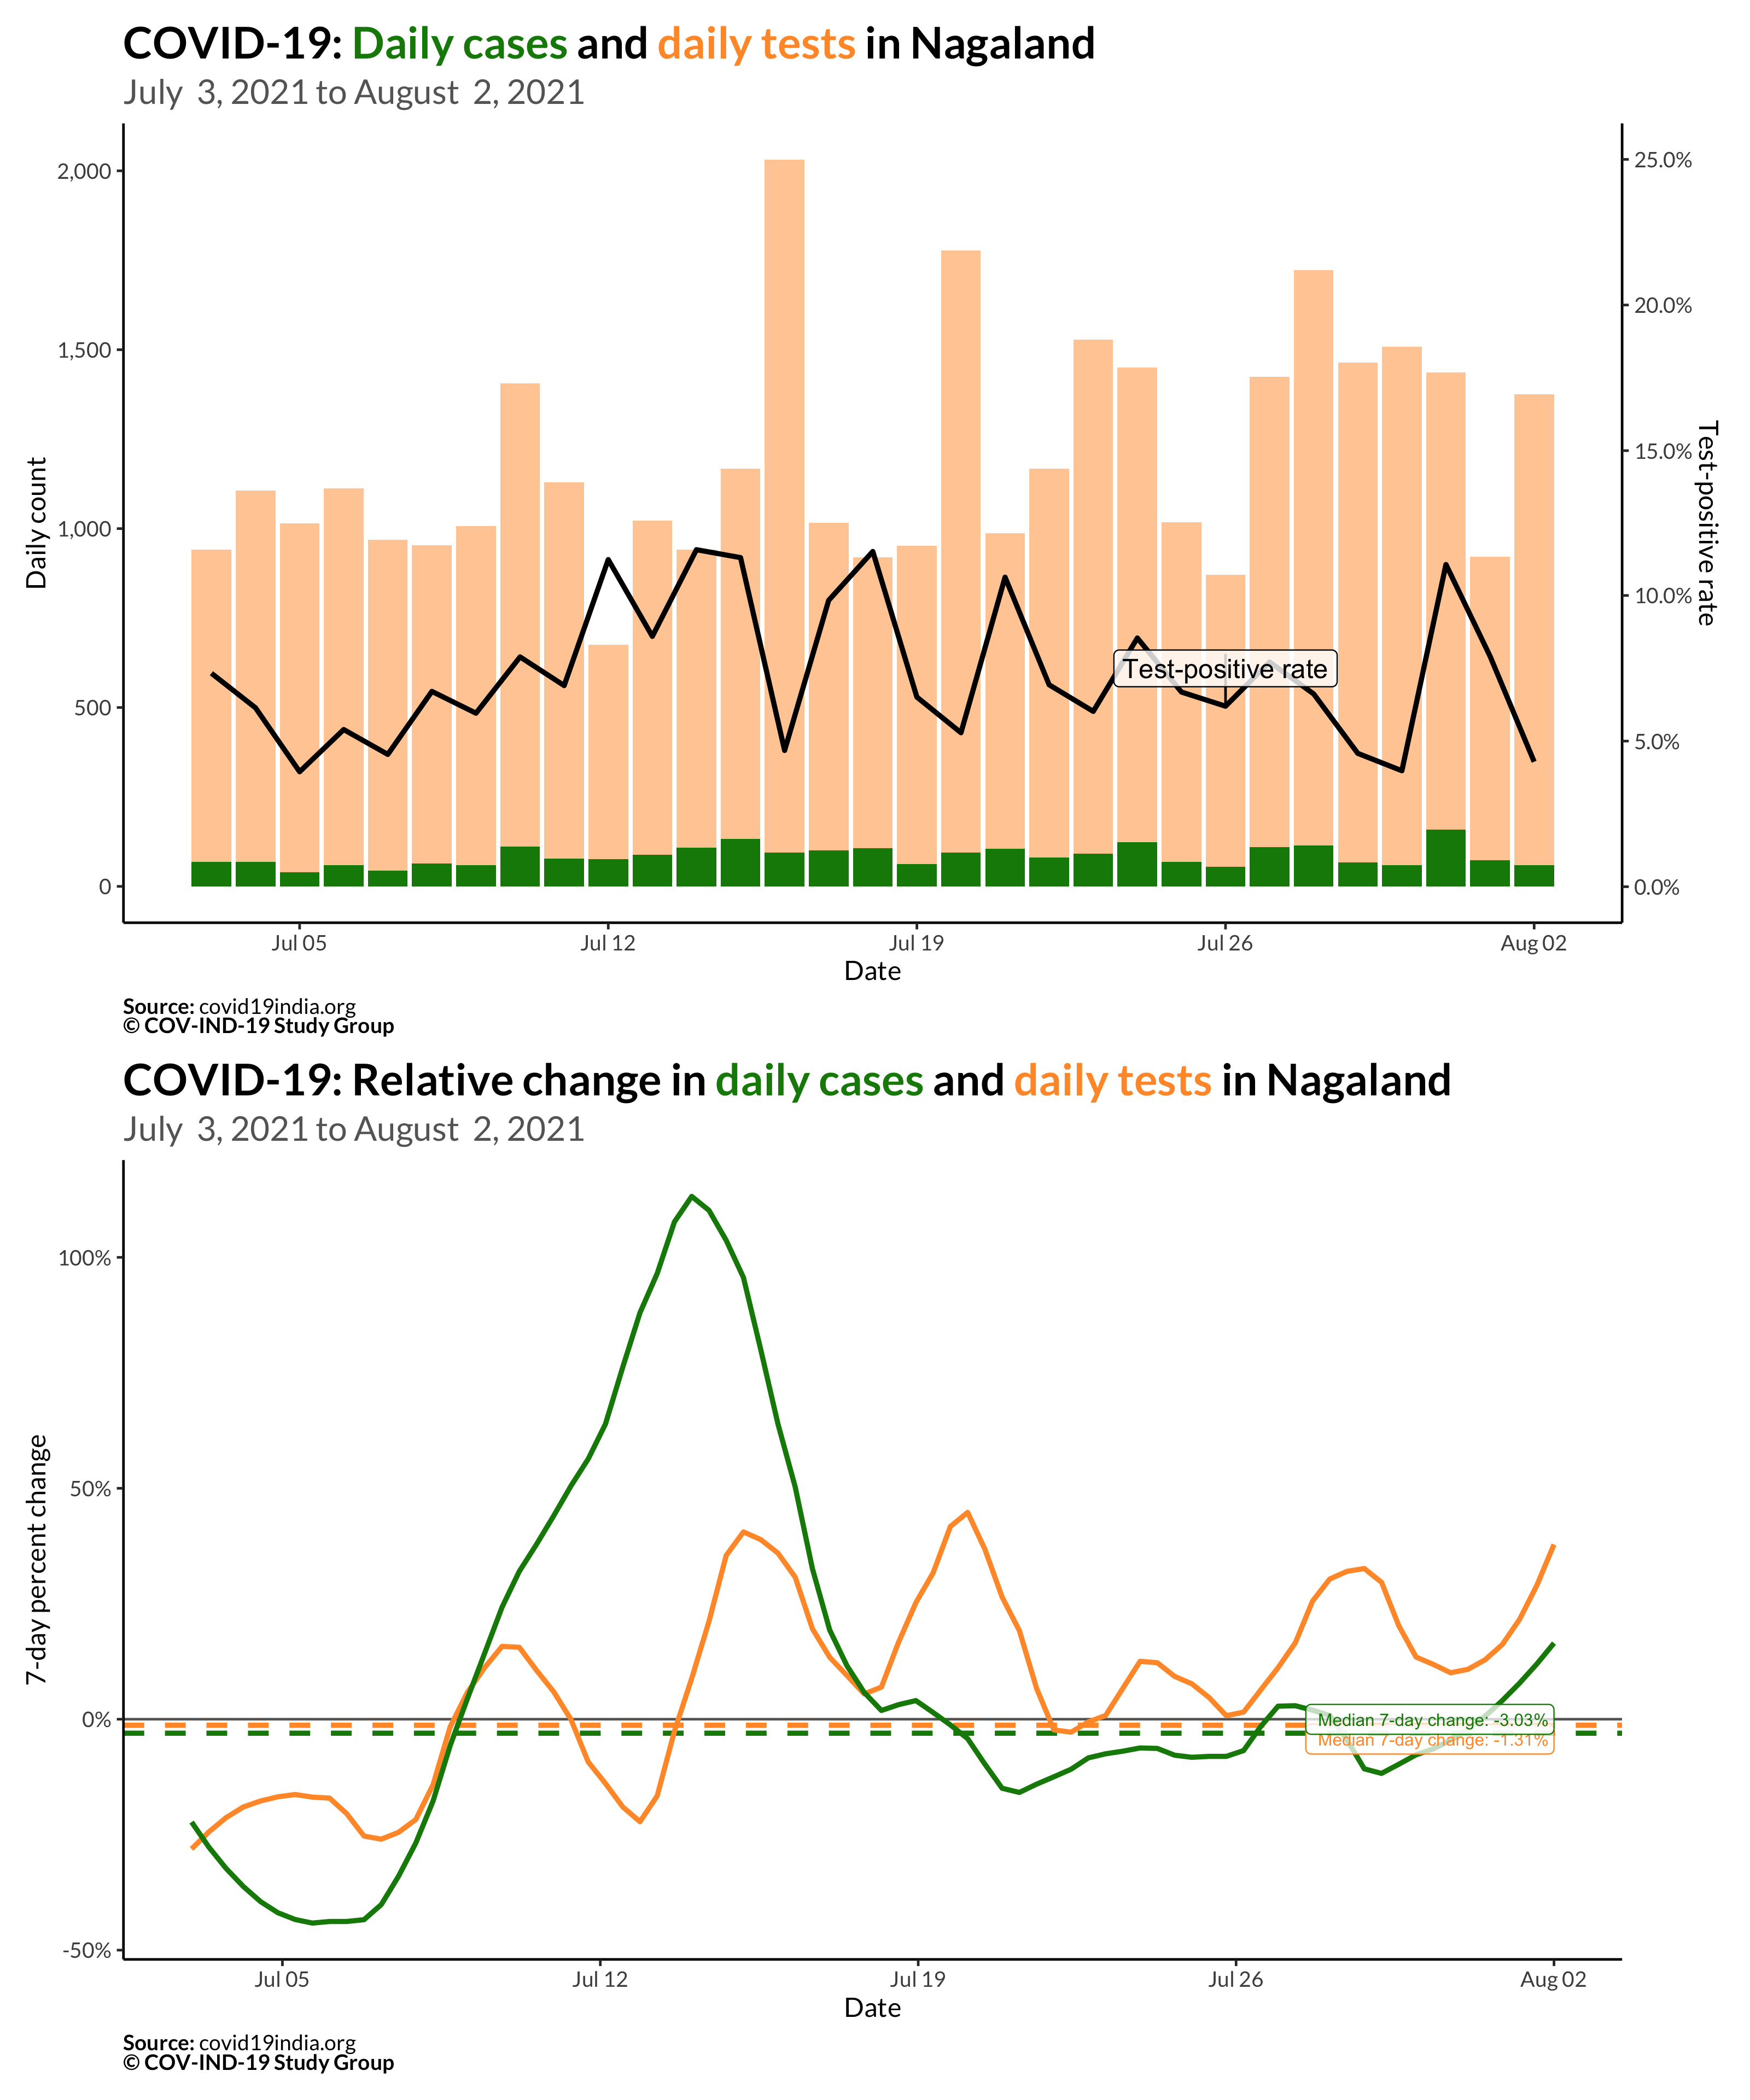 COVID-19: Daily cases and daily tests in Nagaland
July 3, 2021 to August 2, 2021
2,000
1,500
1,000
500
0
Daily count
25.0%
20.0%
15.0%
10.0%
5.0%
0.0%
Test-positive rate
Test-positive rate
Jul 05
Jul 12
Jul 19
Jul 26
Aug 02
Date
Source: covid19india.org
© COV-IND-19 Study Group
COVID-19: Relative change in daily cases and daily tests in Nagaland
July 3, 2021 to August 2, 2021
100%
50%
0%
-50%
7-day percent change
Median 7-day change: -3.03%
Median 7-day change: -1.31%
Jul 05
Jul 12
Jul 19
Jul 26
Aug 02
Date
Source: covid19india.org
© COV-IND-19 Study Group